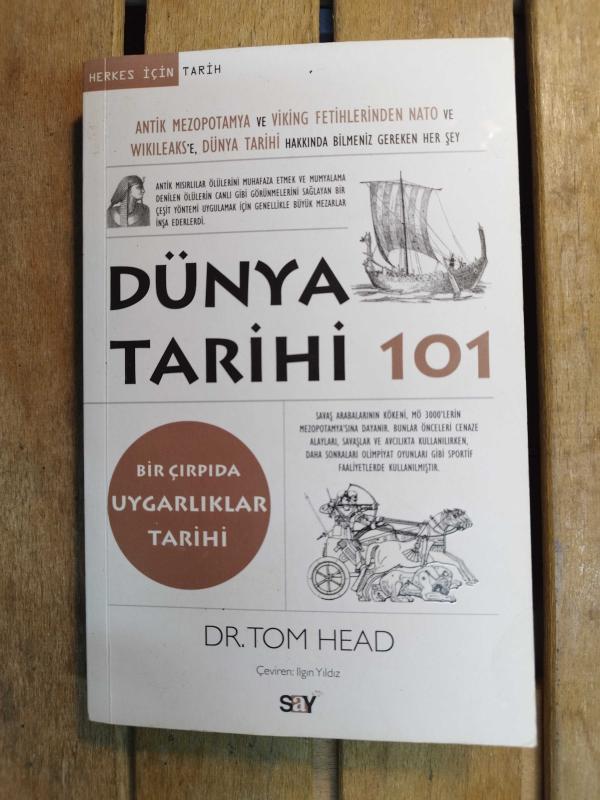 HERKES İÇİN TARİH
ANTİK MEZOPOTAMYA VE VİKİNG FETİHLERİNDEN NATO VE
WIKILEAKS'E, DÜNYA TARİHİ HAKKINDA BİLMENİZ GEREKEN HER ŞEY
ANTİK MISIRLILAR ÖLÜLERİNİ MUHAFAZA ETMEK VE MUMYALAMA
DENİLEN ÖLÜLERİN CANLI GİBİ GÖRÜNMELERİNİ SAĞLAYAN BİR
ÇEŞİT YÖNTEMİ UYGULAMAK İÇİN GENELLİKLE BÜYÜK MEZARLAR
İNŞA EDERLERDİ.
DÜNYA
TARİHİ 101
SAVAŞ ARABALARININ KÖKENİ, MÖ 3000'LERİN
MEZOPOTAMYA'SINA DAYANIR. BUNLAR ÖNCELERİ CENAZE
ALAYLARI, SAVAŞLAR VE AVCILIKTA KULLANILIRKEN,
DAHA SONRALARI OLİMPİYAT OYUNLARI GİBİ SPORTİF
FAALİYETLERDE KULLANILMIŞTIR.
BİR ÇIRPIDA
UYGARLIKLAR
TARİHİ
DR. TOM HEAD
Çeviren: Ilgın Yıldız
SAY